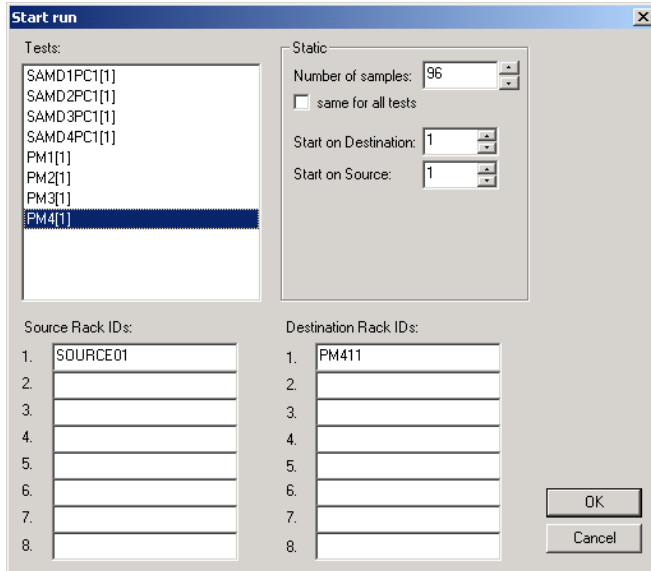 Start run
Tests:
SAMD1PC1[1]
SAMD2PC1[1]
SAMD3PC1[1]
SAMD4PC1[1]
PM1[1]
PM2[1]
PM3[1]
PM4[1]
Static
Number of samples: 96
same for all tests
Start on Destination: 1
Start on Source: 1
Source Rack IDs:
1. SOURCE01
2.
3.
4.
5.
6.
7.
8.
Destination Rack IDs:
1. PM411
2.
3.
4.
5.
6.
7.
8.
OK
Cancel